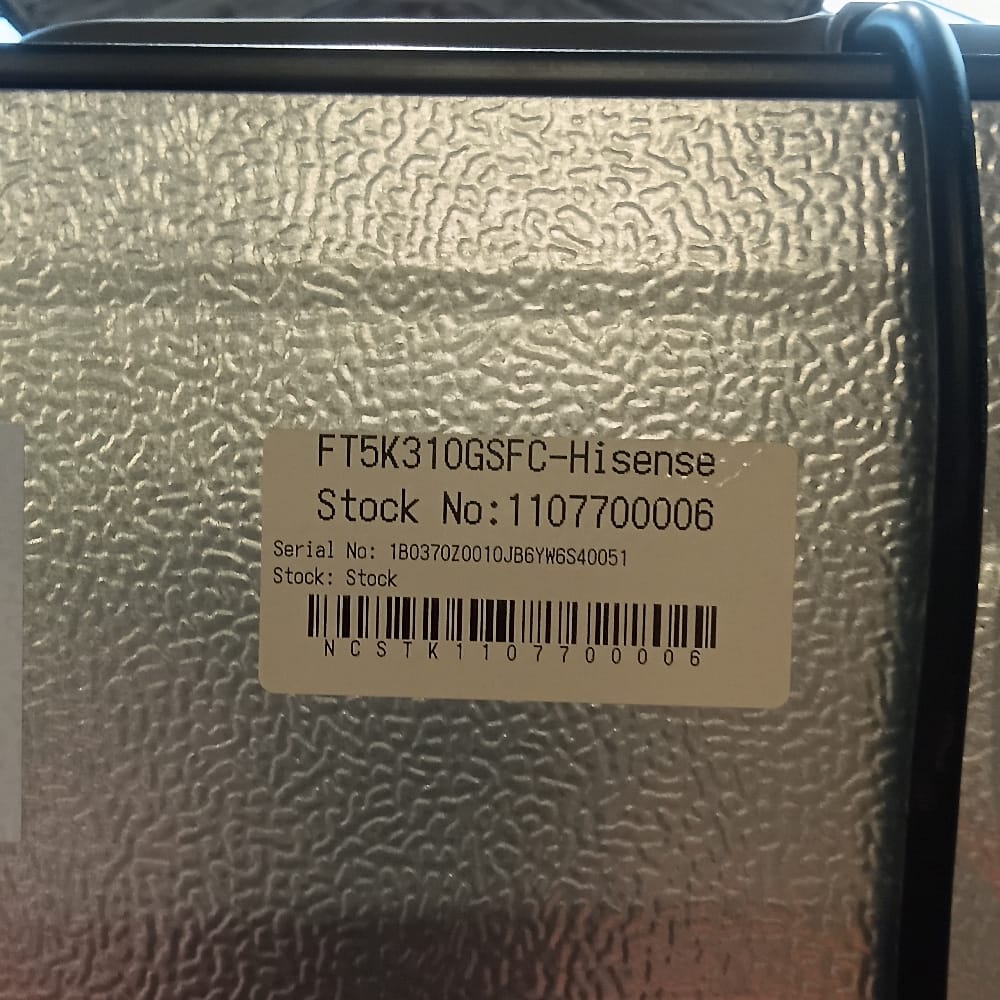 FT5K310GSFC-Hisense
Stock No:1107700006
Serial No: 1B0370Z0010JB6YW6S40051
Stock: Stock
NCSTK1107700006